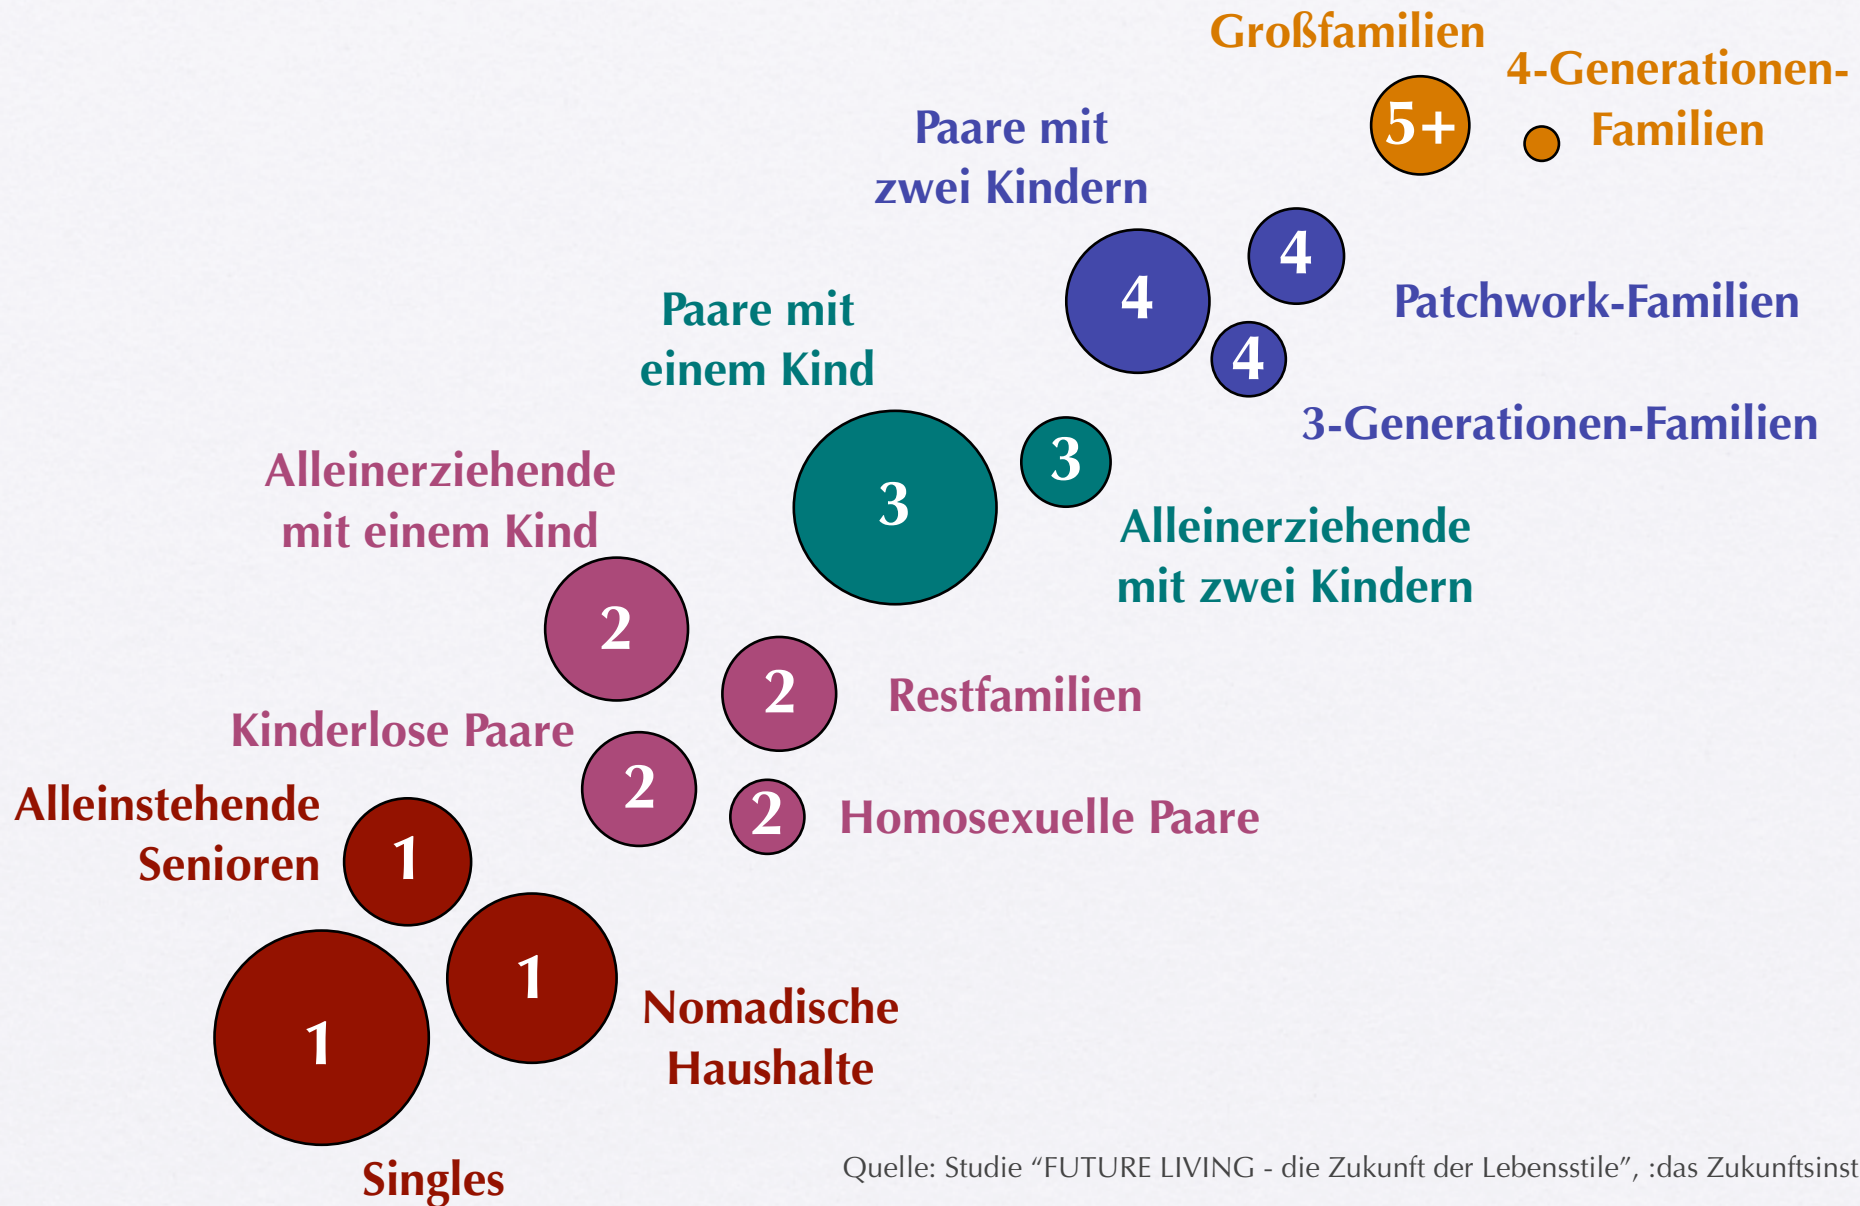 Großfamilien
4-Generationen-
Familien
5+
Paare mit
zwei Kindern
4
4
Patchwork-Familien
4
3-Generationen-Familien
Paare mit
einem Kind
3
3
Alleinerziehende
mit zwei Kindern
Alleinerziehende
mit einem Kind
2
2
Restfamilien
Kinderlose Paare
2
2
Homosexuelle Paare
Alleinstehende
Senioren
1
1
Nomadische
Haushalte
1
Singles
Quelle: Studie “FUTURE LIVING - die Zukunft der Lebensstile”, :das Zukunftsinst